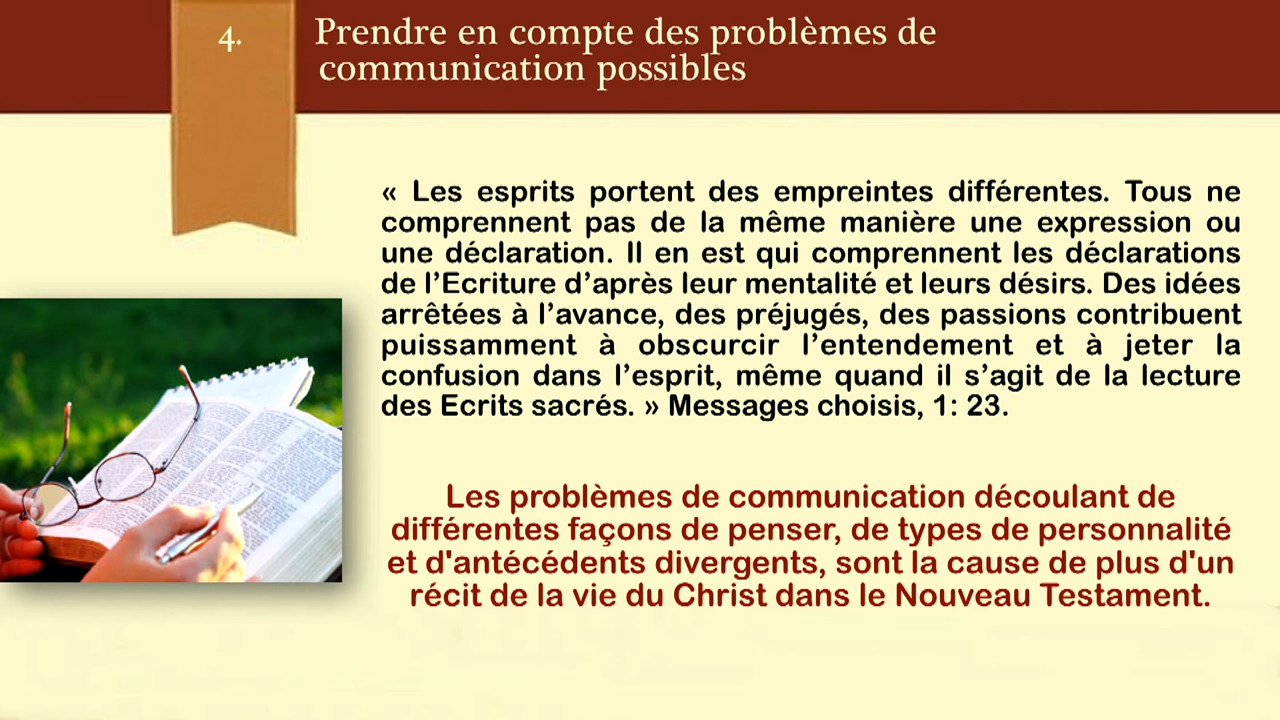 4.
Prendre en compte des problèmes de
communication possibles
« Les esprits portent des empreintes différentes. Tous ne
comprennent pas de la même manière une expression ou
une déclaration. Il en est qui comprennent les déclarations
de l’Ecriture d’après leur mentalité et leurs désirs. Des idées
arrêtées à l’avance, des préjugés, des passions contribuent
puissamment à obscurcir l’entendement et à jeter la
confusion dans l’esprit, même quand il s’agit de la lecture
des Ecrits sacrés. » Messages choisis, 1: 23.
Les problèmes de communication découlant de
différentes façons de penser, de types de personnalité
et d'antécédents divergents, sont la cause de plus d'un
récit de la vie du Christ dans le Nouveau Testament.